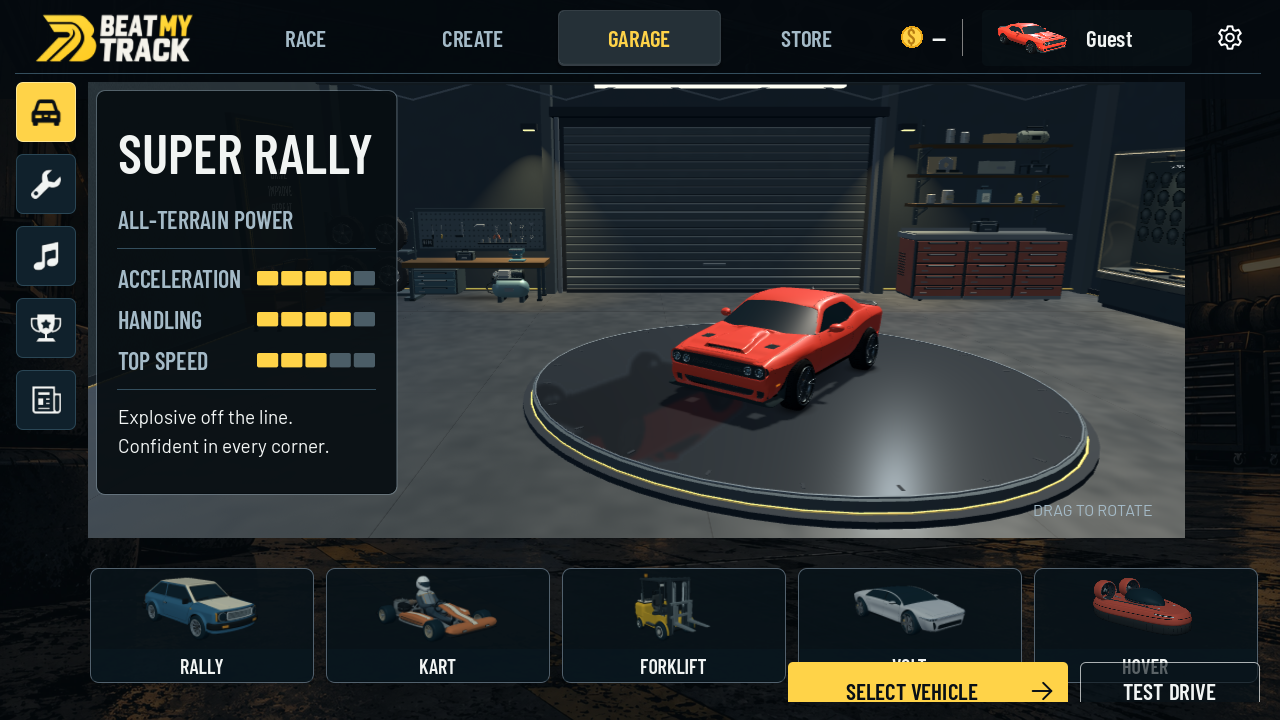 BEAT MY
TRACK
RACE
CREATE
GARAGE
STORE
–
Guest
SUPER RALLY
ALL-TERRAIN POWER
ACCELERATION
HANDLING
TOP SPEED
Explosive off the line.
Confident in every corner.
DRAG TO ROTATE
RALLY
KART
FORKLIFT
VOLT
HOVER
SELECT VEHICLE
TEST DRIVE